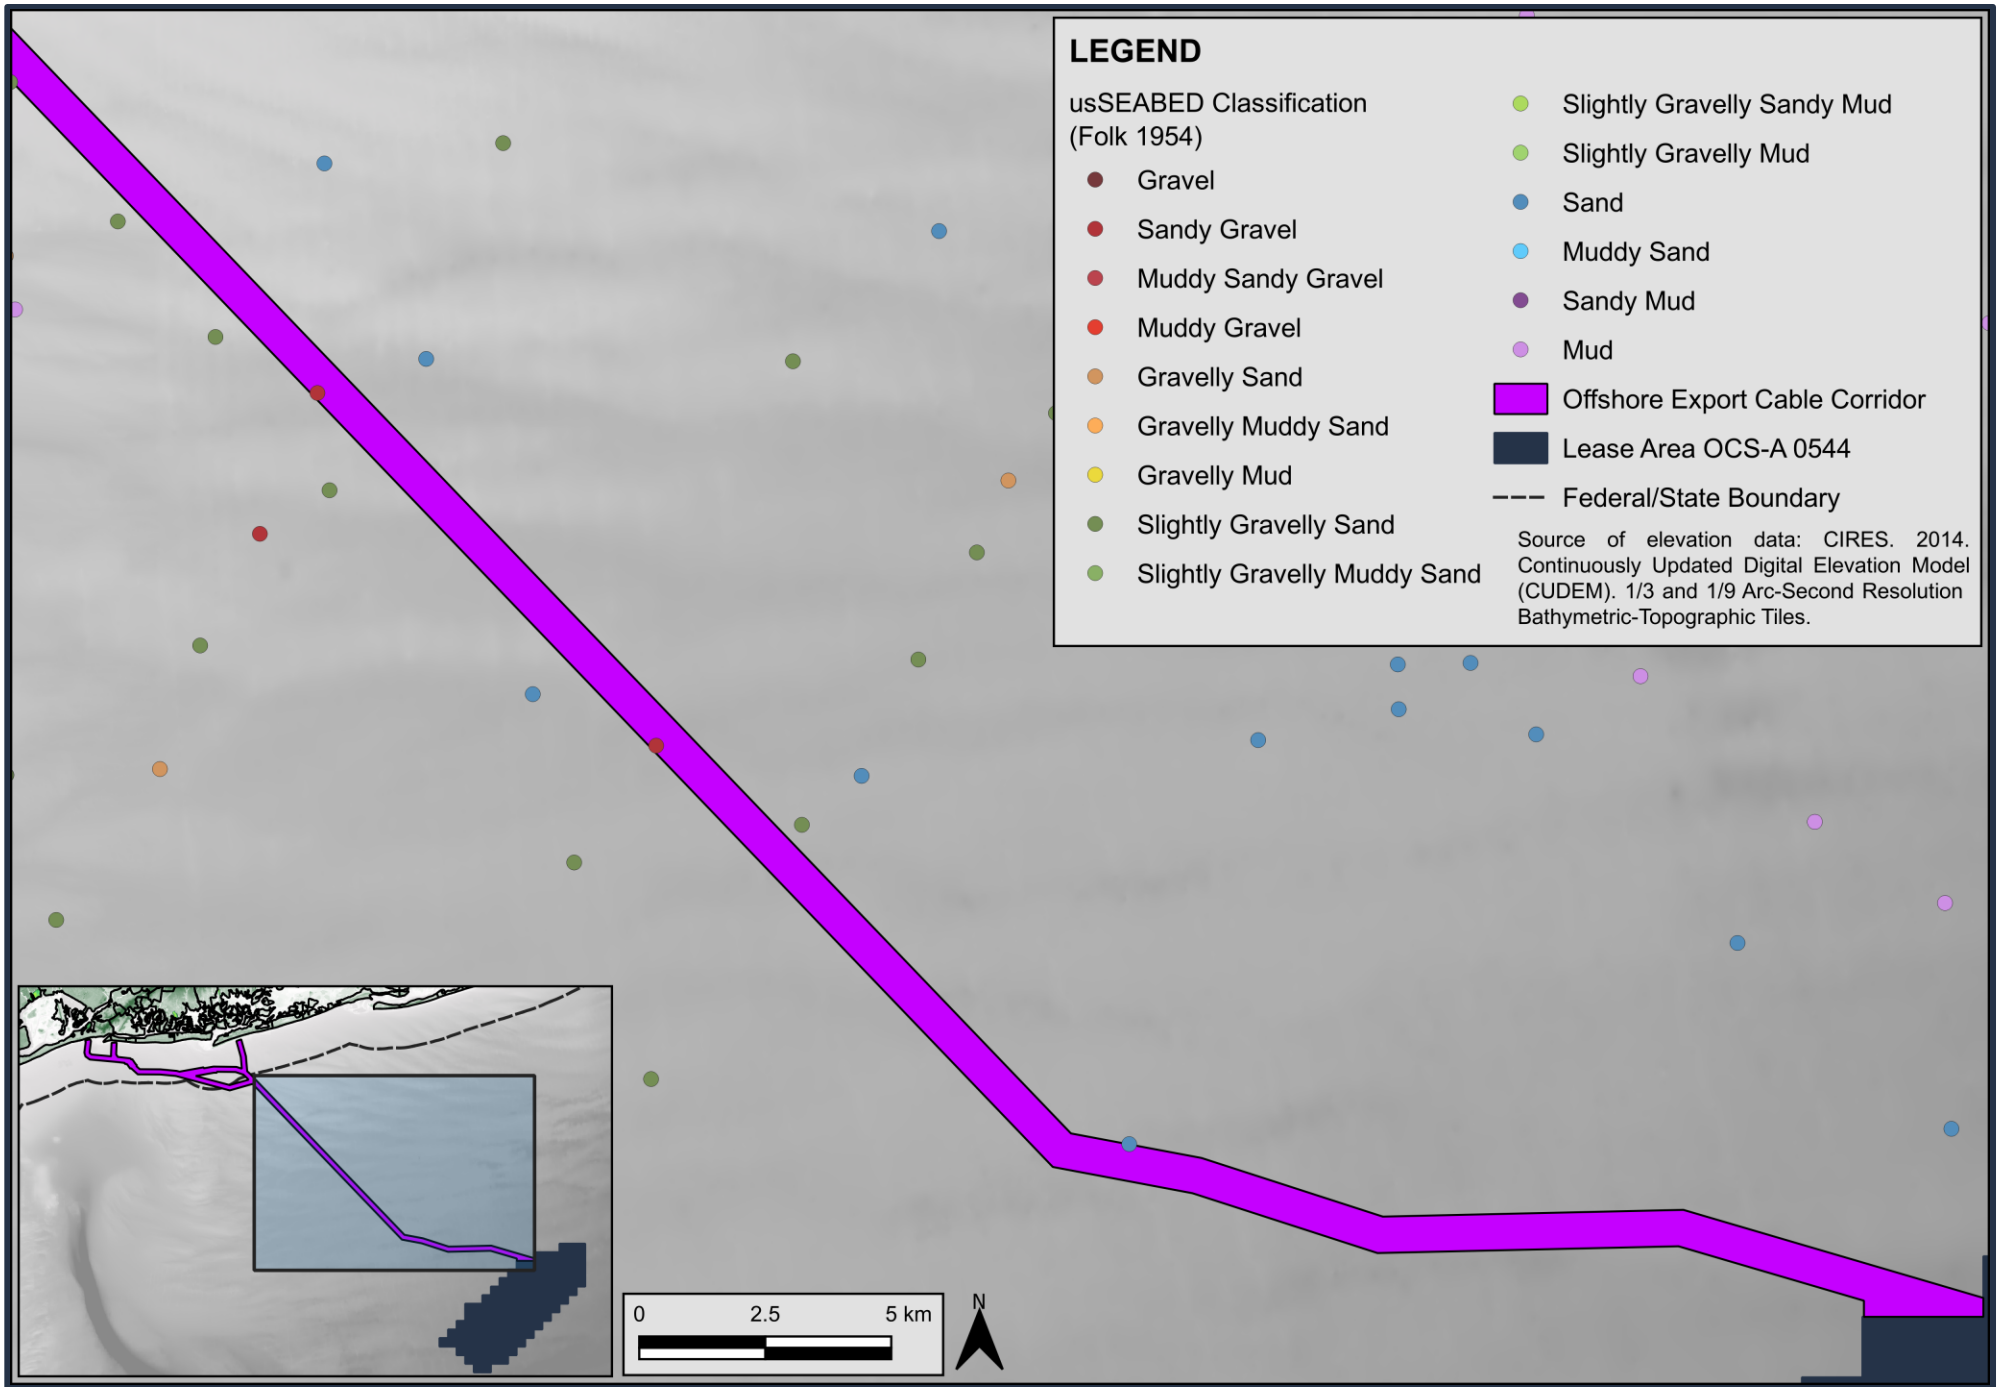 LEGEND
usSEABED Classification
(Folk 1954)
Gravel
Sandy Gravel
Muddy Sandy Gravel
Muddy Gravel
Gravelly Sand
Gravelly Muddy Sand
Gravelly Mud
Slightly Gravelly Sand
Slightly Gravelly Muddy Sand
Slightly Gravelly Sandy Mud
Slightly Gravelly Mud
Sand
Muddy Sand
Sandy Mud
Mud
Offshore Export Cable Corridor
Lease Area OCS-A 0544
Federal/State Boundary
Source of elevation data: CIRES. 2014.
Continuously Updated Digital Elevation Model
(CUDEM). 1/3 and 1/9 Arc-Second Resolution
Bathymetric-Topographic Tiles.
0 2.5 5 km
N